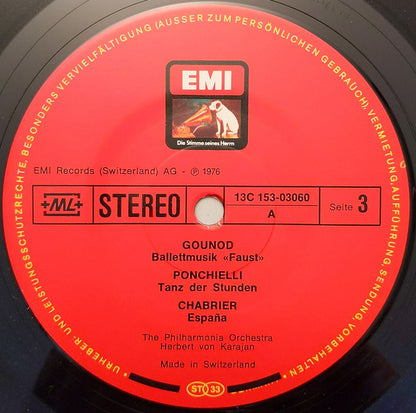 URHEBER- UND LEISTUNGSSCHUTZRECHTE, BESONDERS VERVIELFÄLTIGUNG (AUSSER ZUM PERSÖNLICHEN GEBRAUCH), VERMIETUNG, AUFFÜHRUNG, SENDUNG, VORBEHALTEN
EMI
Die Stimme seines Herrn
EMI Records (Switzerland) AG - ℗ 1976
+ML+
STEREO
13C 153-03060
A
Seite 3
GOUNOD
Ballettmusik «Faust»
PONCHIELLI
Tanz der Stunden
CHABRIER
España
The Philharmonia Orchestra
Herbert von Karajan
Made in Switzerland
ST 33